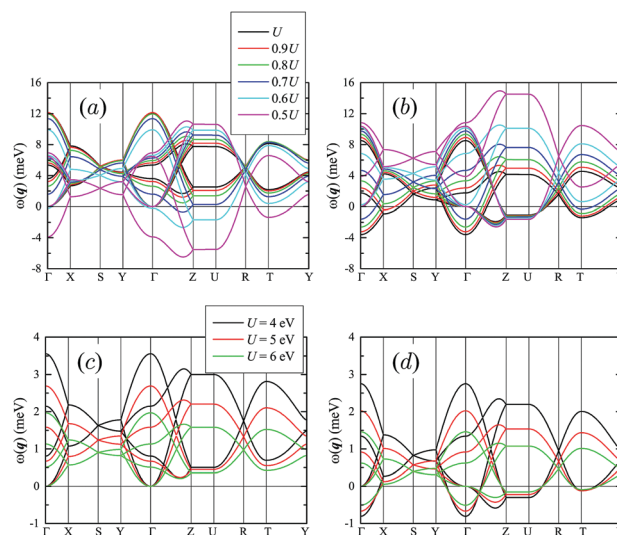 U
0.9U
0.8U
0.7U
0.6U
0.5U
(a)
ω(q) (meV)
16
12
8
4
0
-4
-8
Γ X S Y Γ Z U R T Y
(b)
ω(q) (meV)
16
12
8
4
0
-4
-8
Γ X S Y Γ Z U R T
U = 4 eV
U = 5 eV
U = 6 eV
(c)
ω(q) (meV)
4
3
2
1
0
-1
Γ X S Y Γ Z U R T Y
(d)
ω(q) (meV)
4
3
2
1
0
-1
Γ X S Y Γ Z U R T